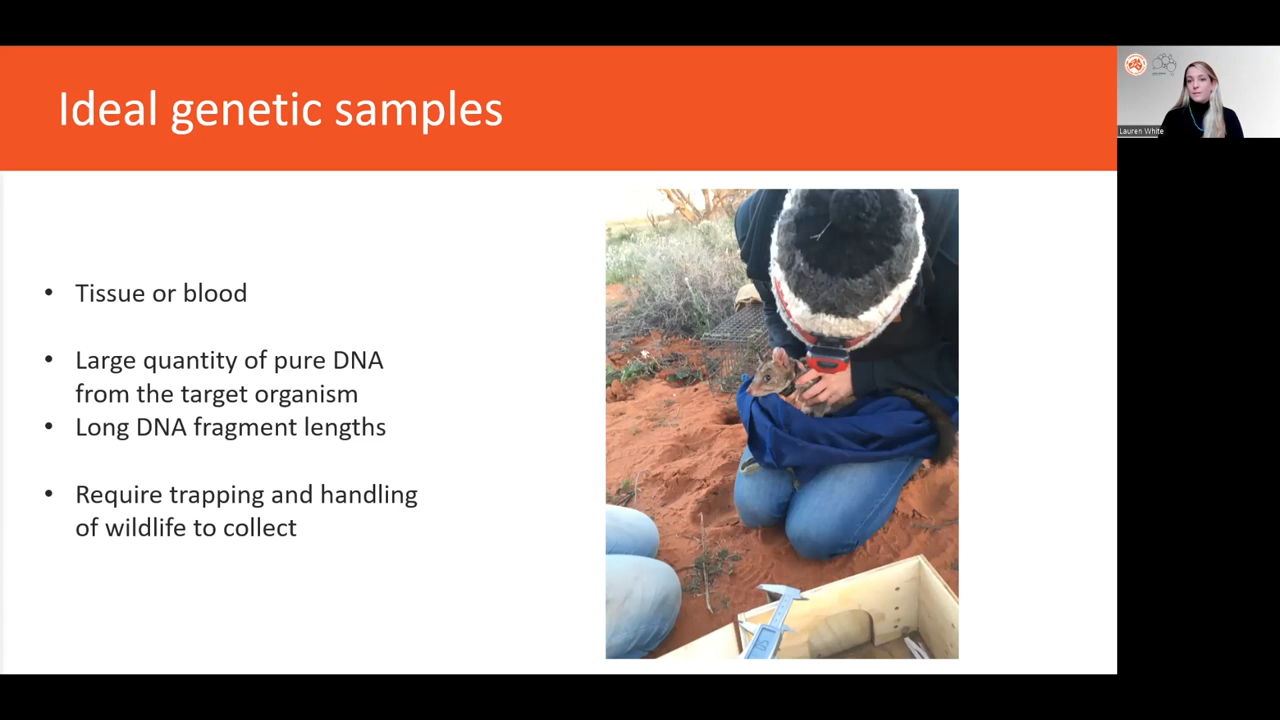 Ideal genetic samples
Lauren White
• Tissue or blood
• Large quantity of pure DNA
from the target organism
• Long DNA fragment lengths
• Require trapping and handling
of wildlife to collect